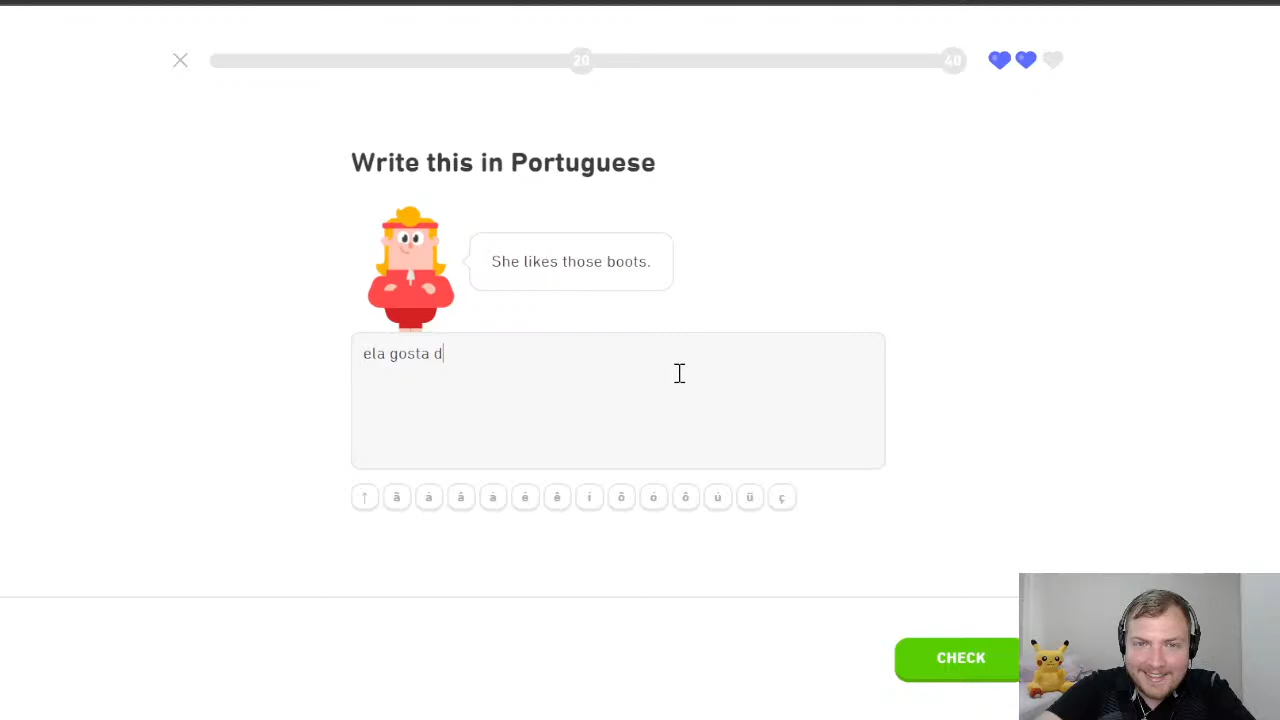 20
40
Write this in Portuguese
She likes those boots.
ela gosta d
↑ ã á â à é ê í õ ó ô ú ü ç
CHECK